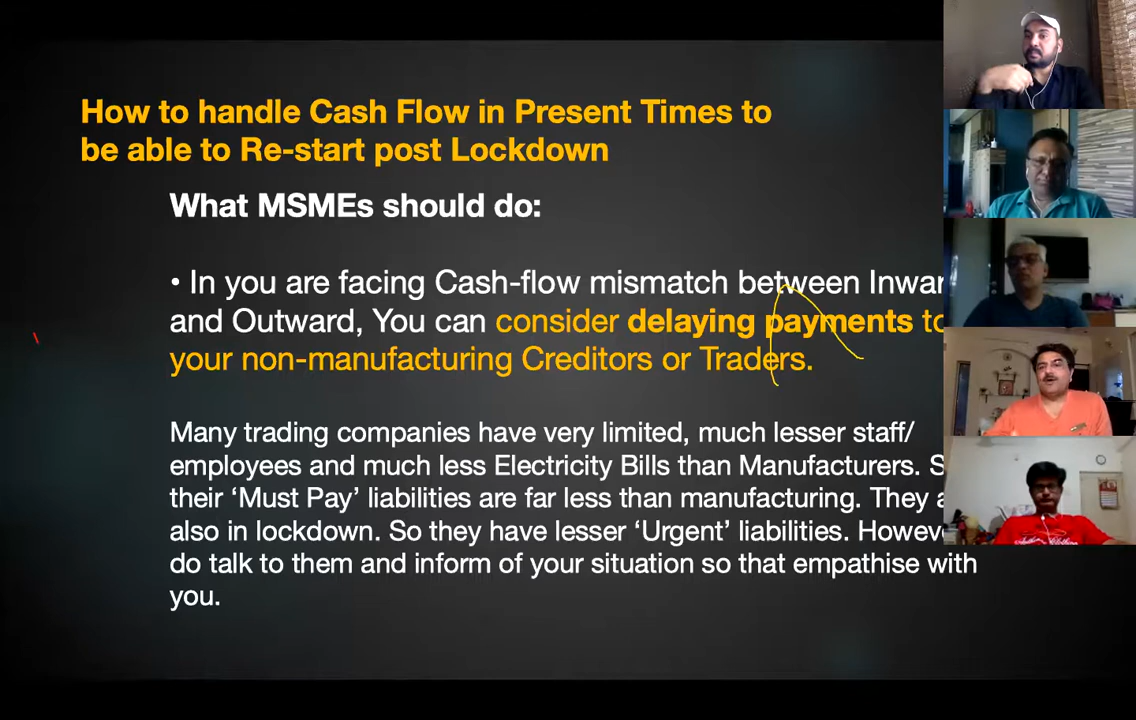 How to handle Cash Flow in Present Times to
be able to Re-start post Lockdown
What MSMEs should do:
• In you are facing Cash-flow mismatch between Inwar
and Outward, You can consider delaying payments to
your non-manufacturing Creditors or Traders.
Many trading companies have very limited, much lesser staff/
employees and much less Electricity Bills than Manufacturers. S
their ‘Must Pay’ liabilities are far less than manufacturing. They a
also in lockdown. So they have lesser ‘Urgent’ liabilities. Howeve
do talk to them and inform of your situation so that empathise with
you.